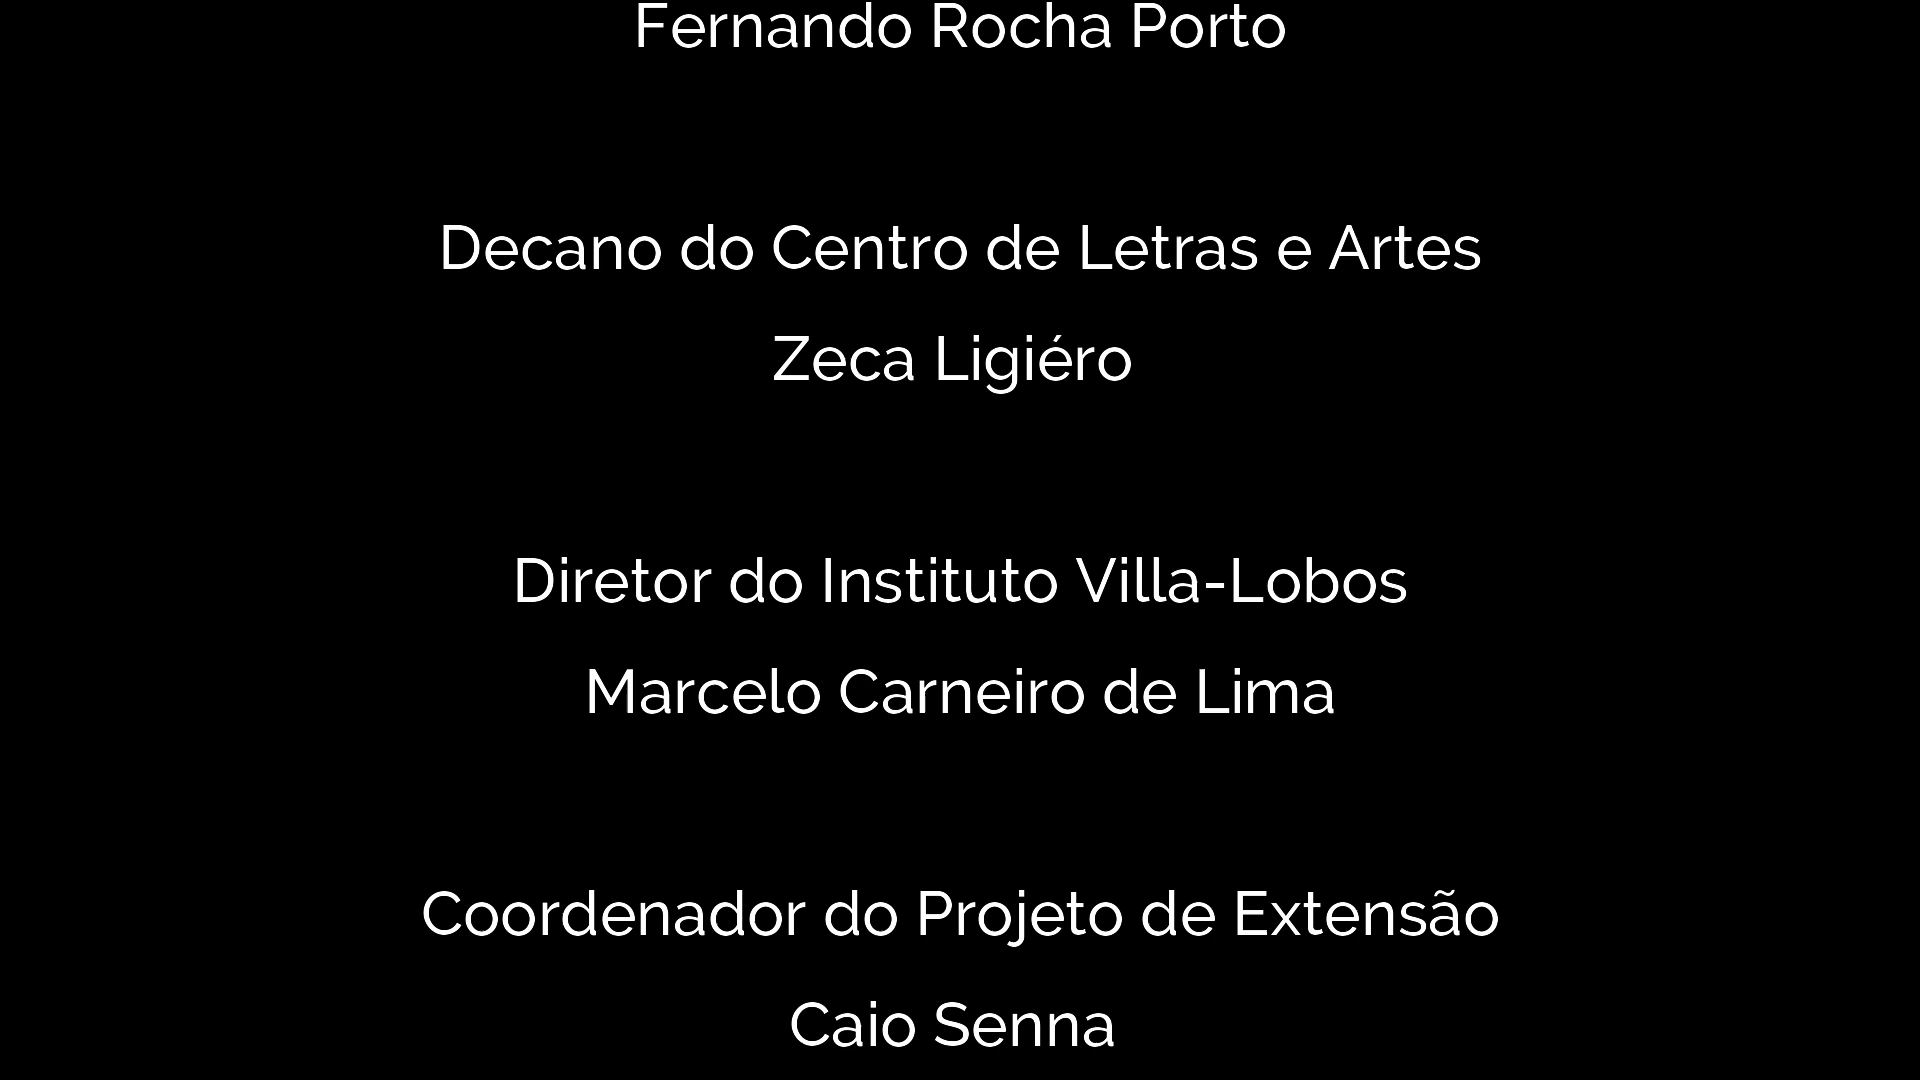 Fernando Rocha Porto
Decano do Centro de Letras e Artes
Zeca Ligiéro
Diretor do Instituto Villa-Lobos
Marcelo Carneiro de Lima
Coordenador do Projeto de Extensão
Caio Senna